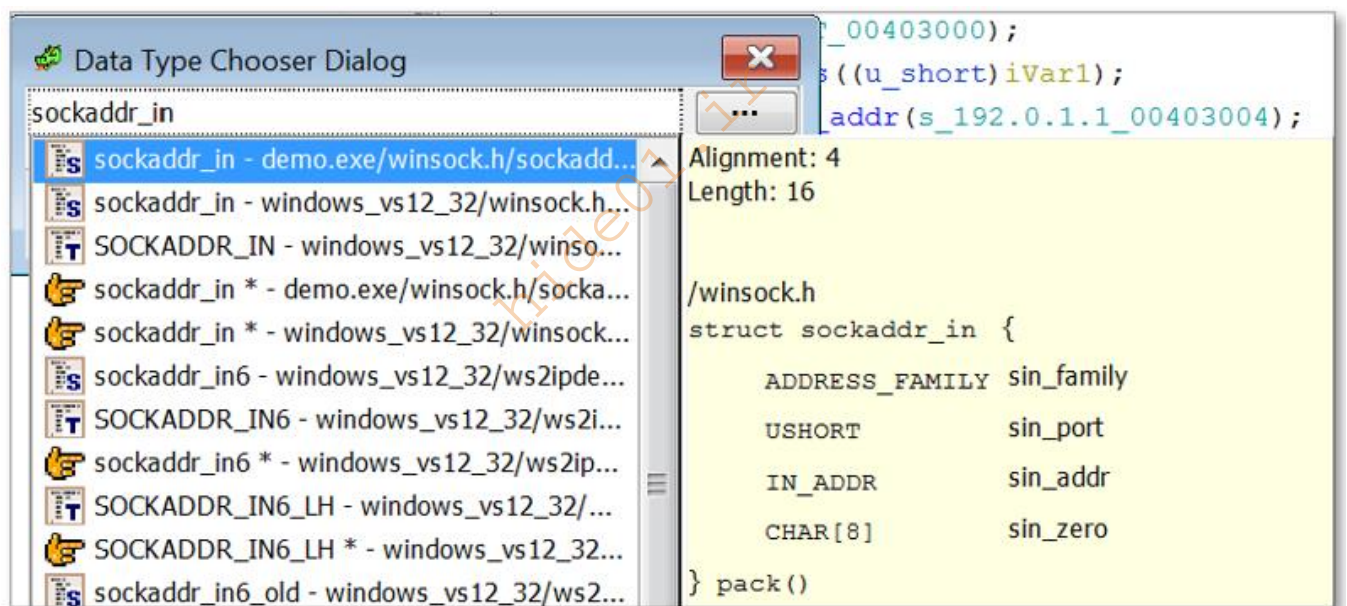 _00403000);
Data Type Chooser Dialog
s((u_short)iVar1);
sockaddr_in
...
_addr(s_192.0.1.1_00403004);
sockaddr_in - demo.exe/winsock.h/sockadd...
sockaddr_in - windows_vs12_32/winsock.h...
SOCKADDR_IN - windows_vs12_32/winso...
sockaddr_in * - demo.exe/winsock.h/socka...
sockaddr_in * - windows_vs12_32/winsock...
sockaddr_in6 - windows_vs12_32/ws2ipde...
SOCKADDR_IN6 - windows_vs12_32/ws2i...
sockaddr_in6 * - windows_vs12_32/ws2ip...
SOCKADDR_IN6_LH - windows_vs12_32/...
SOCKADDR_IN6_LH * - windows_vs12_32...
sockaddr_in6_old - windows_vs12_32/ws2...
Alignment: 4
Length: 16
/winsock.h
struct sockaddr_in {
ADDRESS_FAMILY sin_family
USHORT sin_port
IN_ADDR sin_addr
CHAR[8] sin_zero
} pack()
hide01.ir